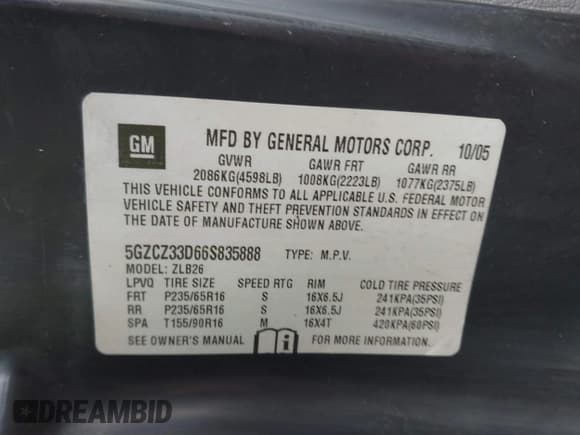 GM
MFD BY GENERAL MOTORS CORP. 10/05
GVWR GAWR FRT GAWR RR
2086KG(4598LB) 1008KG(2223LB) 1077KG(2375LB)
THIS VEHICLE CONFORMS TO ALL APPLICABLE U.S. FEDERAL MOTOR
VEHICLE SAFETY AND THEFT PREVENTION STANDARDS IN EFFECT ON
THE DATE OF MANUFACTURE SHOWN ABOVE.
5GZCZ33D66S835888 TYPE: M.P.V.
MODEL: ZLB26
LPVQ TIRE SIZE SPEED RTG RIM COLD TIRE PRESSURE
FRT P235/65R16 S 16X6.5J 241KPA(35PSI)
RR P235/65R16 S 16X6.5J 241KPA(35PSI)
SPA T155/90R16 M 16X4T 420KPA(60PSI)
SEE OWNER'S MANUAL i FOR MORE INFORMATION.
DREAMBID